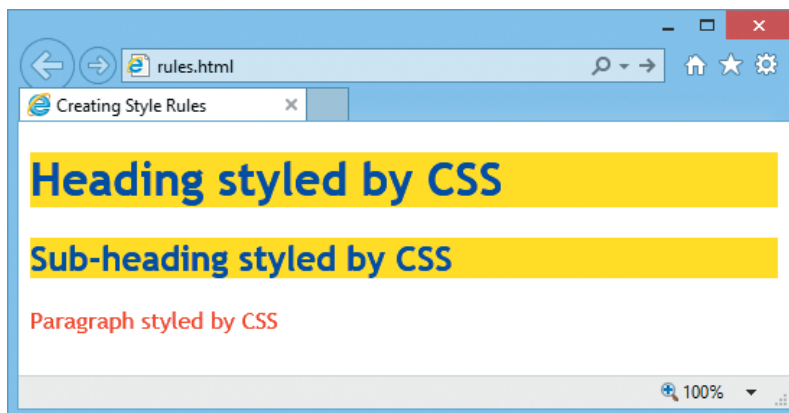 rules.html
Creating Style Rules
Heading styled by CSS
Sub-heading styled by CSS
Paragraph styled by CSS
100%